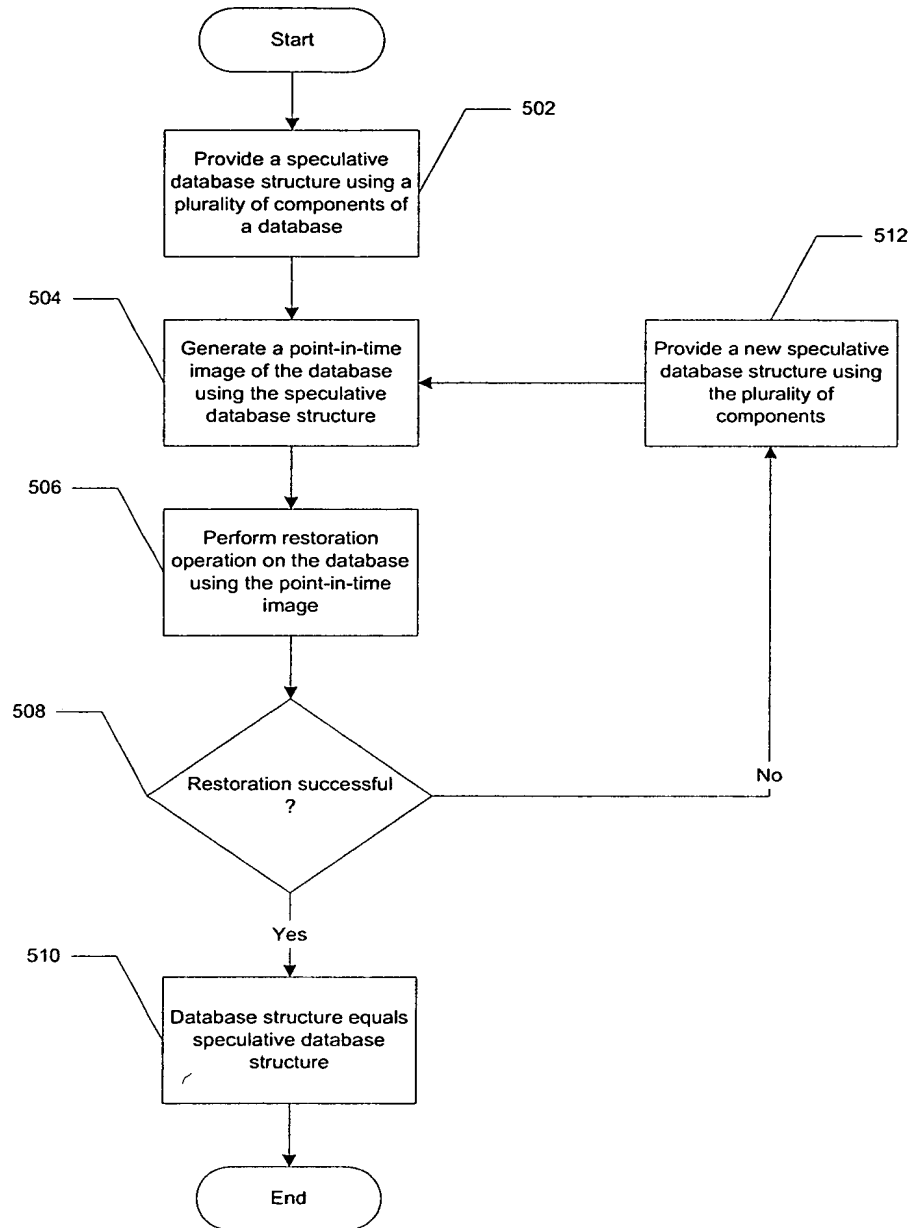 Start
502
Provide a speculative
database structure using a
plurality of components of
a database
512
504
Generate a point-in-time
image of the database
using the speculative
database structure
Provide a new speculative
database structure using
the plurality of
components
506
Perform restoration
operation on the database
using the point-in-time
image
508
Restoration successful
?
No
Yes
510
Database structure equals
speculative database
structure
End